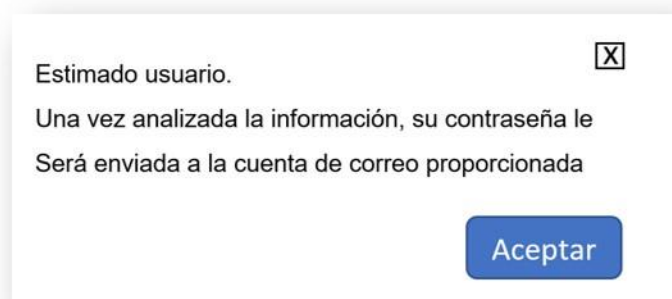 X
Estimado usuario.
Una vez analizada la información, su contraseña le
Será enviada a la cuenta de correo proporcionada
Aceptar